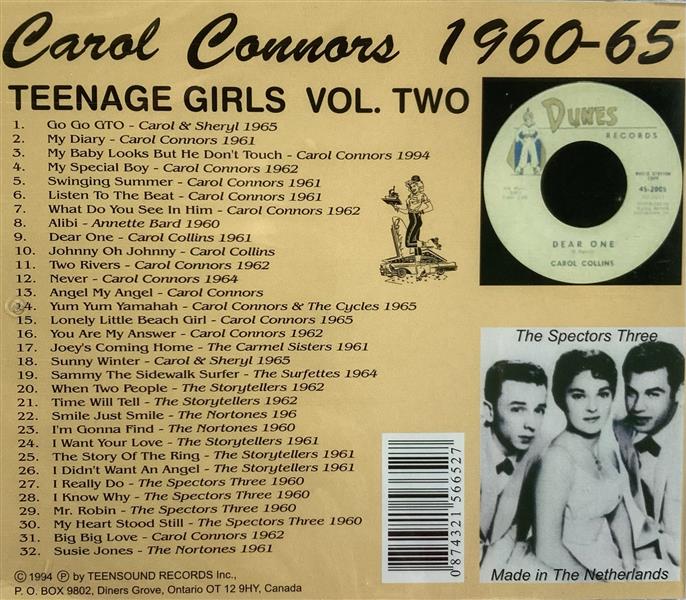 Carol Connors 1960-65
TEENAGE GIRLS VOL. TWO
1. Go Go GTO - Carol & Sheryl 1965
2. My Diary - Carol Connors 1961
3. My Baby Looks But He Don't Touch - Carol Connors 1994
4. My Special Boy - Carol Connors 1962
5. Swinging Summer - Carol Connors 1961
6. Listen To The Beat - Carol Connors 1961
7. What Do You See In Him - Carol Connors 1962
8. Alibi - Annette Bard 1960
9. Dear One - Carol Collins 1961
10. Johnny Oh Johnny - Carol Collins
11. Two Rivers - Carol Connors 1962
12. Never - Carol Connors 1964
13. Angel My Angel - Carol Connors
14. Yum Yum Yamahah - Carol Connors & The Cycles 1965
15. Lonely Little Beach Girl - Carol Connors 1965
16. You Are My Answer - Carol Connors 1962
17. Joey's Coming Home - The Carmel Sisters 1961
18. Sunny Winter - Carol & Sheryl 1965
19. Sammy The Sidewalk Surfer - The Surfettes 1964
20. When Two People - The Storytellers 1962
21. Time Will Tell - The Storytellers 1962
22. Smile Just Smile - The Nortones 196
23. I'm Gonna Find - The Nortones 1960
24. I Want Your Love - The Storytellers 1961
25. The Story Of The Ring - The Storytellers 1961
26. I Didn't Want An Angel - The Storytellers 1961
27. I Really Do - The Spectors Three 1960
28. I Know Why - The Spectors Three 1960
29. Mr. Robin - The Spectors Three 1960
30. My Heart Stood Still - The Spectors Three 1960
31. Big Big Love - Carol Connors 1962
32. Susie Jones - The Nortones 1961
© 1994 ℗ by TEENSOUND RECORDS Inc.,
P. O. BOX 9802, Diners Grove, Ontario OT 12 9HY, Canada
DUNES
RECORDS
45-2005
DEAR ONE
CAROL COLLINS
The Spectors Three
Made in The Netherlands
0 874321 566527